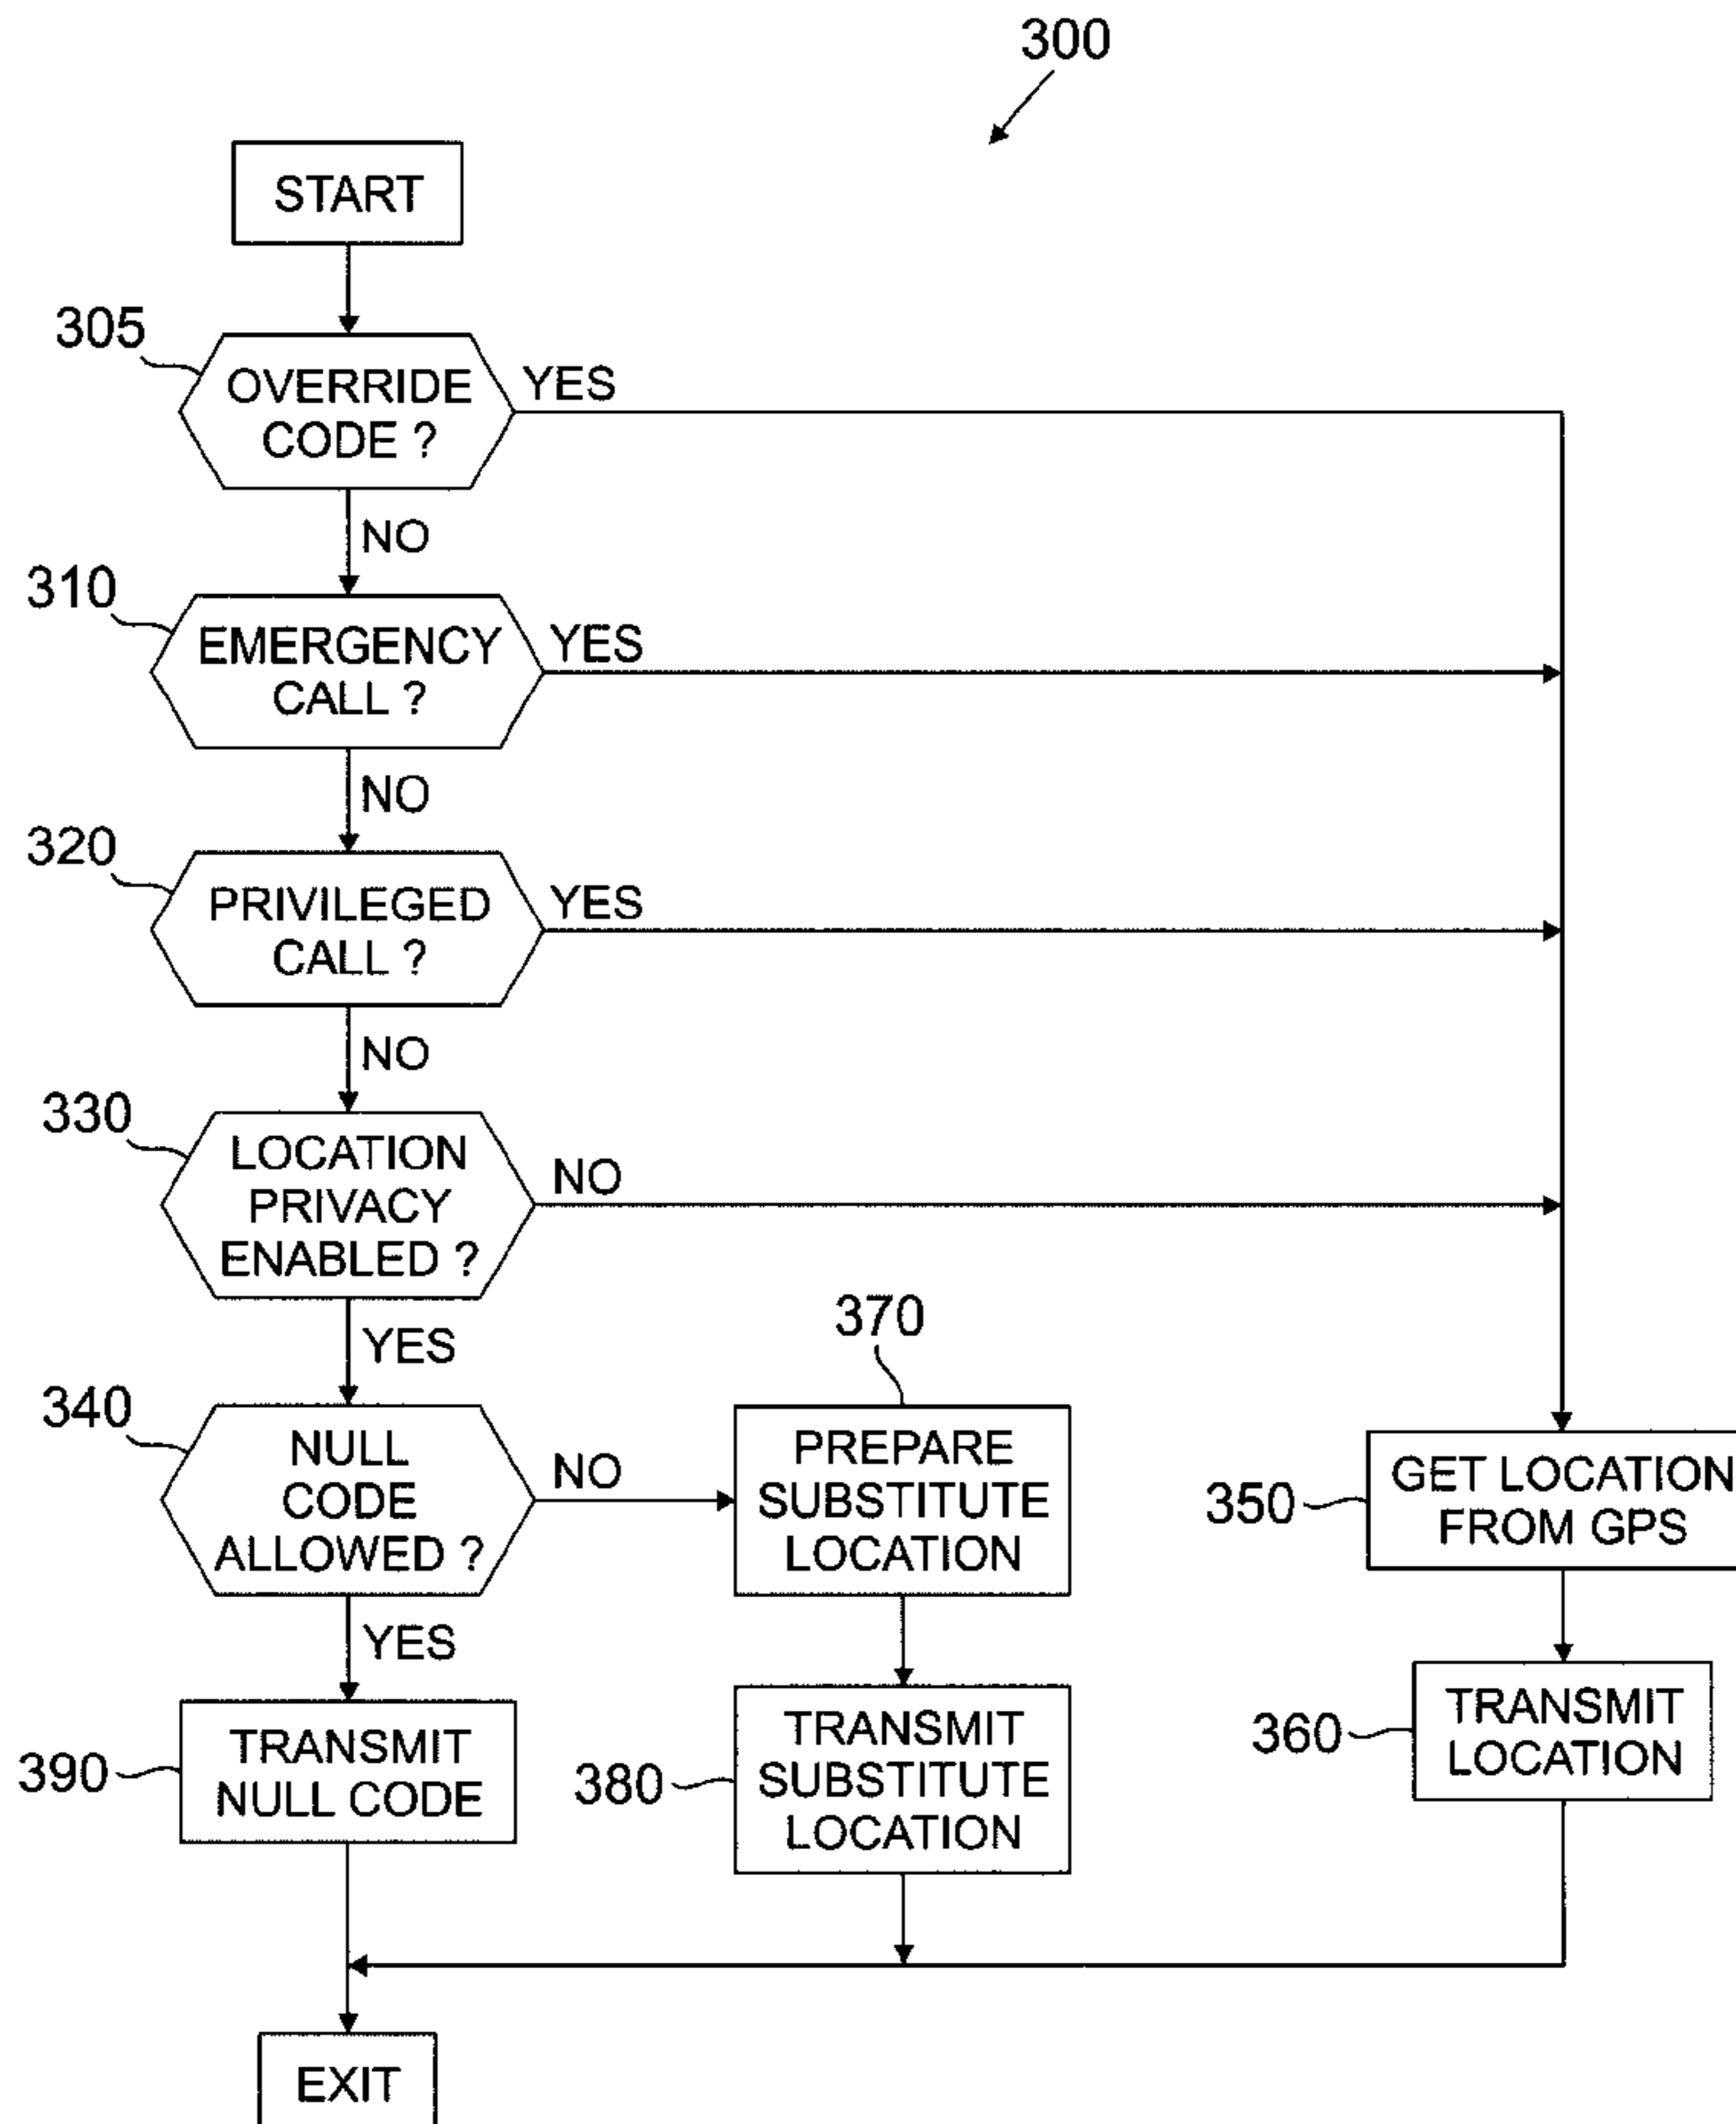 300
START
305
OVERRIDE
CODE ?
YES
NO
310
EMERGENCY
CALL ?
YES
NO
320
PRIVILEGED
CALL ?
YES
NO
330
LOCATION
PRIVACY
ENABLED ?
NO
YES
340
NULL
CODE
ALLOWED ?
NO
YES
370
PREPARE
SUBSTITUTE
LOCATION
350
GET LOCATION
FROM GPS
390
TRANSMIT
NULL CODE
380
TRANSMIT
SUBSTITUTE
LOCATION
360
TRANSMIT
LOCATION
EXIT